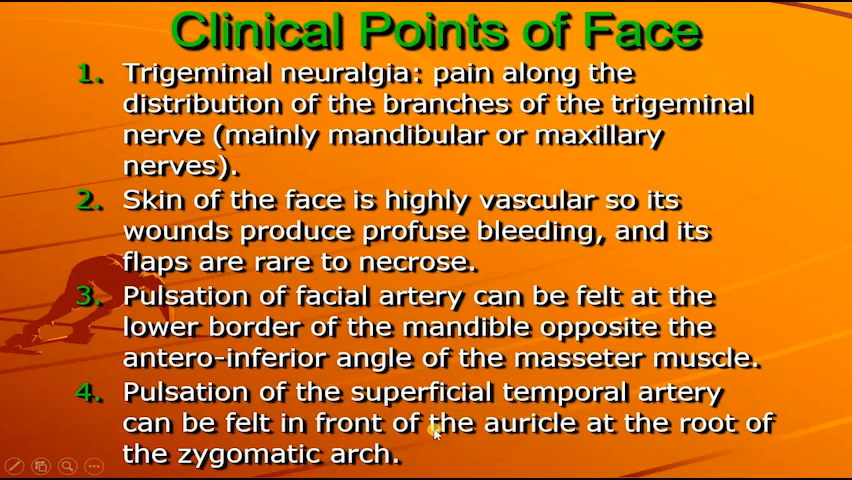 Clinical Points of Face
1. Trigeminal neuralgia: pain along the
distribution of the branches of the trigeminal
nerve (mainly mandibular or maxillary
nerves).
2. Skin of the face is highly vascular so its
wounds produce profuse bleeding, and its
flaps are rare to necrose.
3. Pulsation of facial artery can be felt at the
lower border of the mandible opposite the
antero-inferior angle of the masseter muscle.
4. Pulsation of the superficial temporal artery
can be felt in front of the auricle at the root of
the zygomatic arch.